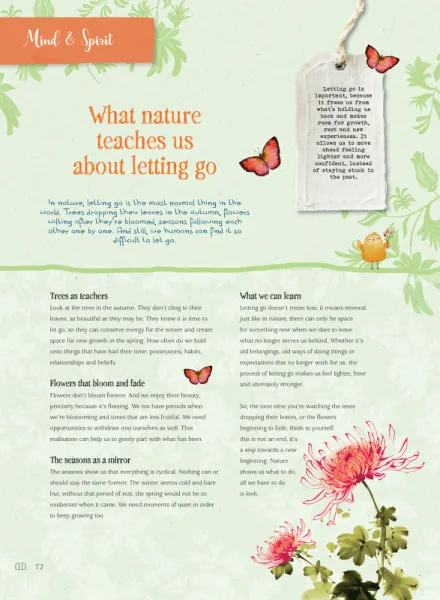 Mind & Spirit
What nature
teaches us
about letting go
In nature, letting go is the most normal thing in the
world. Trees dropping their leaves in the autumn, flowers
wilting after they've bloomed, seasons following each
other one by one. And still, we humans can find it so
difficult to let go.
Letting go is
important, because
it frees us from
what's holding us
back and makes
room for growth,
rest and new
experiences. It
allows us to move
ahead feeling
lighter and more
confident, instead
of staying stuck in
the past.
Trees as teachers
Look at the trees in the autumn. They don't cling to their
leaves, as beautiful as they may be. They know it is time to
let go, so they can conserve energy for the winter and create
space for new growth in the spring. How often do we hold
onto things that have had their time: possessions, habits,
relationships and beliefs.
Flowers that bloom and fade
Flowers don't bloom forever. And we enjoy their beauty,
precisely because it's fleeting. We too have periods when
we're blossoming and times that are less fruitful. We need
opportunities to withdraw into ourselves as well. That
realisation can help us to gently part with what has been.
The seasons as a mirror
The seasons show us that everything is cyclical. Nothing can or
should stay the same forever. The winter seems cold and bare
but, without that period of rest, the spring would not be so
exuberant when it came. We need moments of quiet in order
to keep growing too.
What we can learn
Letting go doesn't mean loss, it means renewal.
Just like in nature, there can only be space
for something new when we dare to leave
what no longer serves us behind. Whether it's
old belongings, old ways of doing things or
expectations that no longer work for us, the
process of letting go makes us feel lighter, freer
and ultimately stronger.
So, the next time you're watching the trees
dropping their leaves, or the flowers
beginning to fade, think to yourself:
this is not an end, it's
a step towards a new
beginning. Nature
shows us what to do,
all we have to do
is look.
72